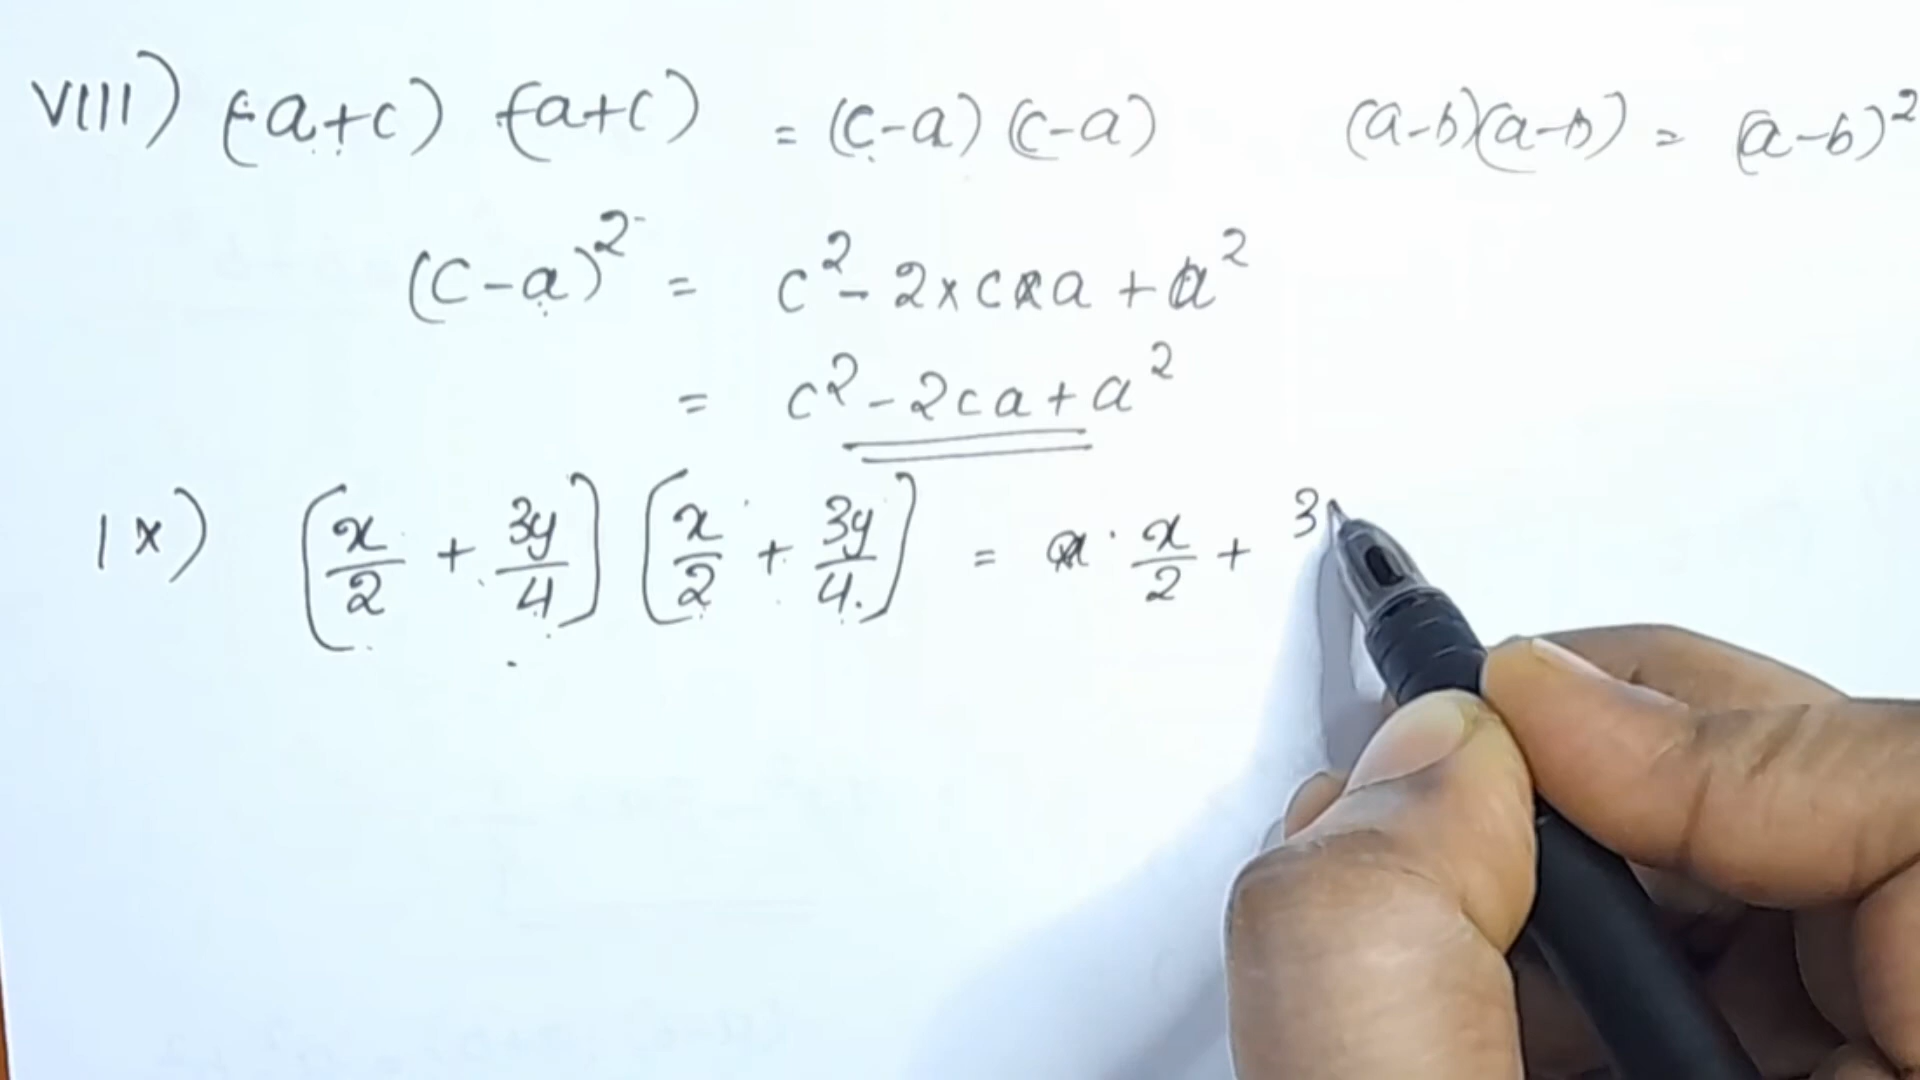 VIII) (-a+c) (-a+c) = (c-a) (c-a) (a-b)(a-b) = (a-b)²
(c-a)² = c² - 2×c×a + a²
= c² - 2ca + a²
IX) [x/2 + 3y/4] [x/2 + 3y/4] = x/2 + 3